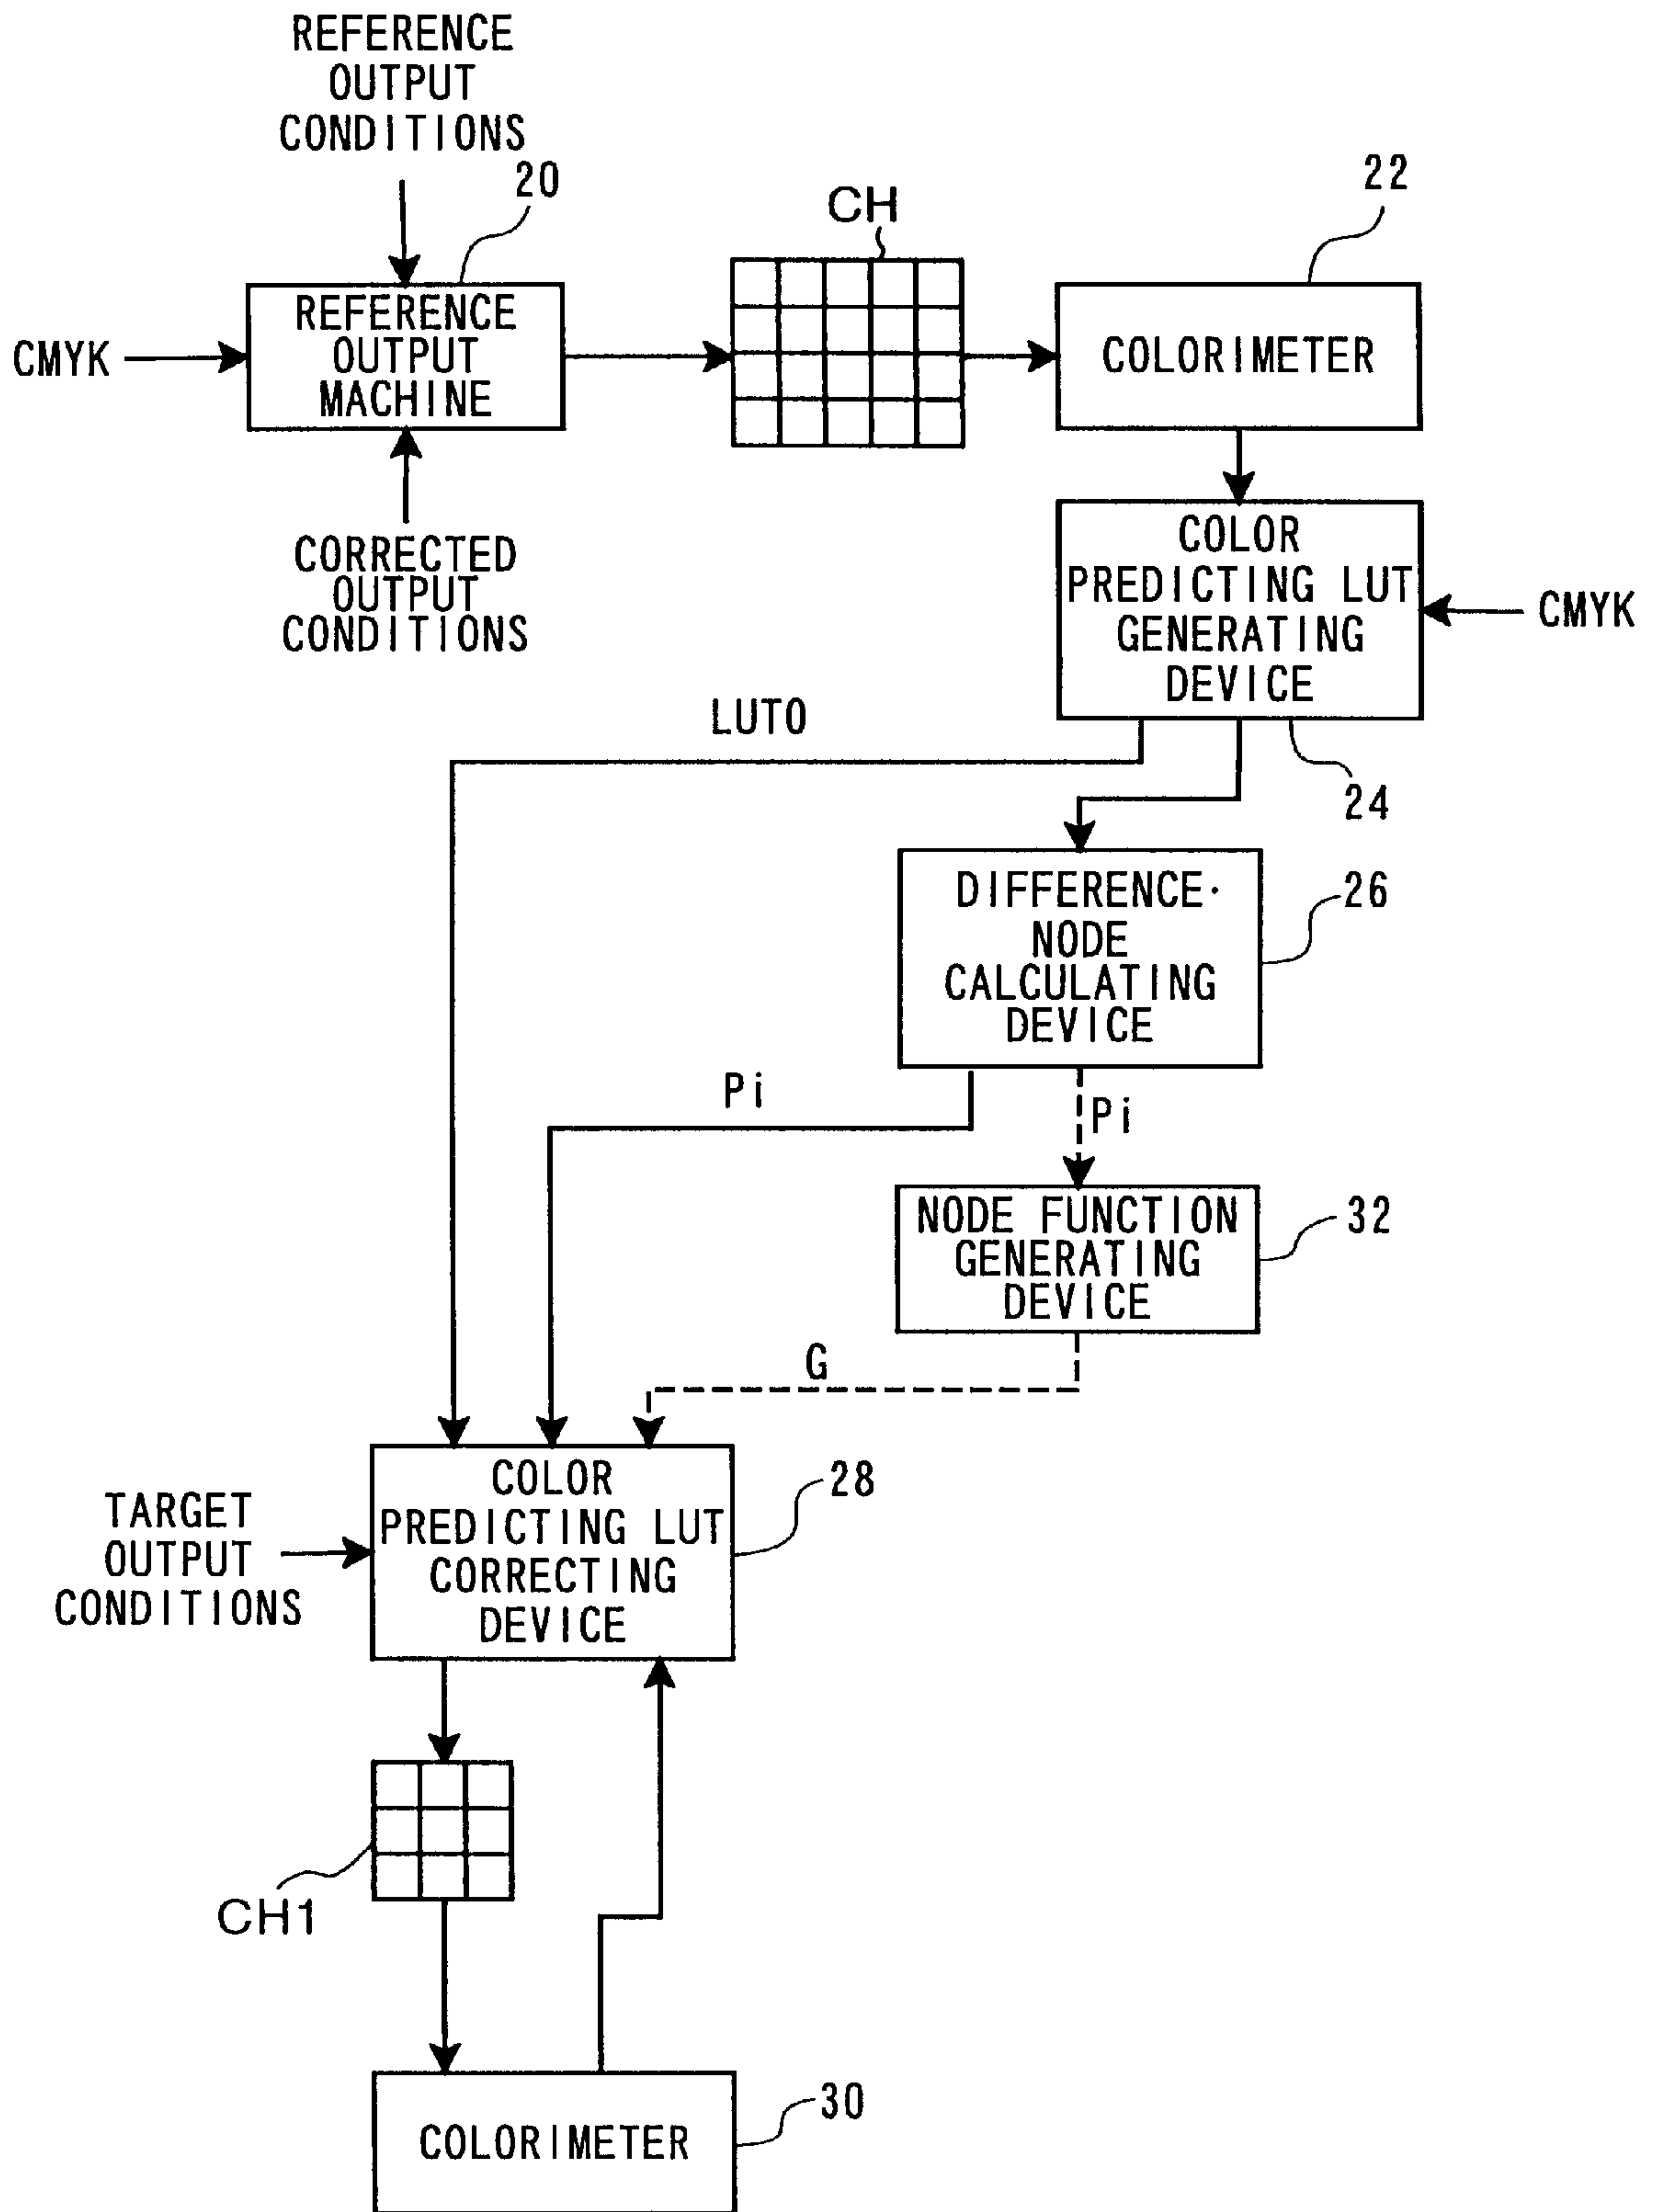 REFERENCE
OUTPUT
CONDITIONS
20
CH
22
CMYK
REFERENCE
OUTPUT
MACHINE
COLORIMETER
CORRECTED
OUTPUT
CONDITIONS
COLOR
PREDICTING LUT
GENERATING
DEVICE
CMYK
LUT0
24
DIFFERENCE·
NODE
CALCULATING
DEVICE
26
Pi
Pi
NODE FUNCTION
GENERATING
DEVICE
32
G
TARGET
OUTPUT
CONDITIONS
COLOR
PREDICTING LUT
CORRECTING
DEVICE
28
CH1
COLORIMETER
30